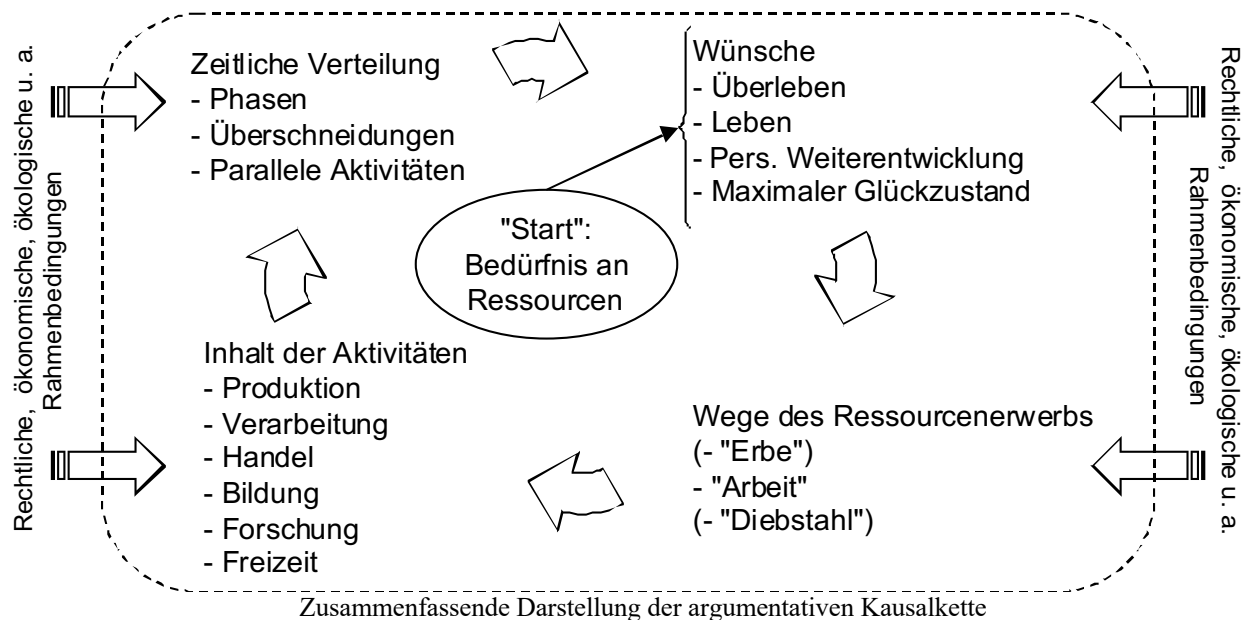 Rechtliche, ökonomische, ökologische u. a.
Rahmenbedingungen
Zeitliche Verteilung
- Phasen
- Überschneidungen
- Parallele Aktivitäten
Wünsche
- Überleben
- Leben
- Pers. Weiterentwicklung
- Maximaler Glückzustand
"Start":
Bedürfnis an
Ressourcen
Inhalt der Aktivitäten
- Produktion
- Verarbeitung
- Handel
- Bildung
- Forschung
- Freizeit
Wege des Ressourcenerwerbs
(- "Erbe")
- "Arbeit"
(- "Diebstahl")
Rechtliche, ökonomische, ökologische u. a.
Rahmenbedingungen
Zusammenfassende Darstellung der argumentativen Kausalkette